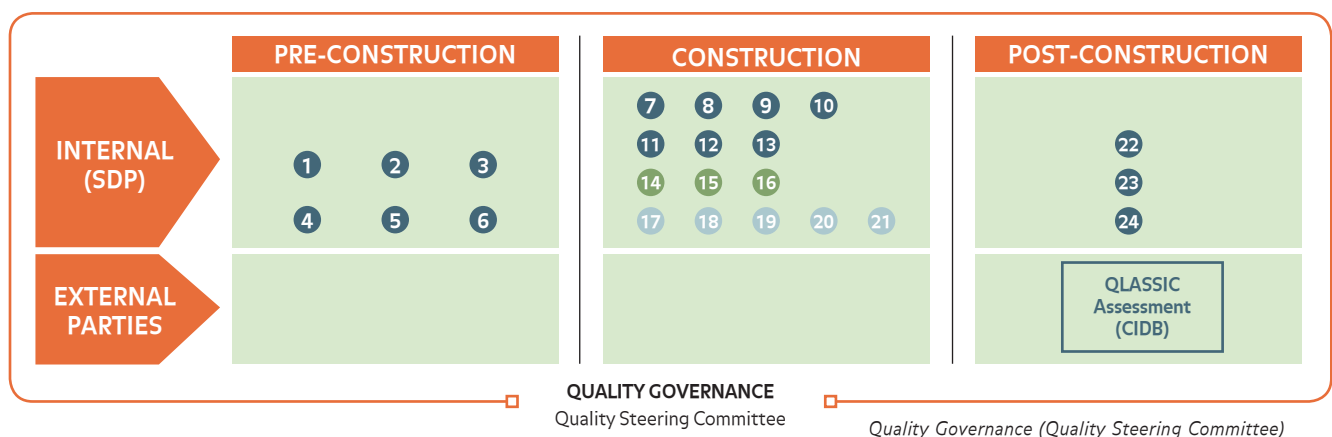 PRE-CONSTRUCTION
CONSTRUCTION
POST-CONSTRUCTION
INTERNAL
(SDP)
1 2 3
4 5 6
7 8 9 10
11 12 13
14 15 16
17 18 19 20 21
22
23
24
EXTERNAL
PARTIES
QLASSIC
Assessment
(CIDB)
QUALITY GOVERNANCE
Quality Steering Committee
Quality Governance (Quality Steering Committee)